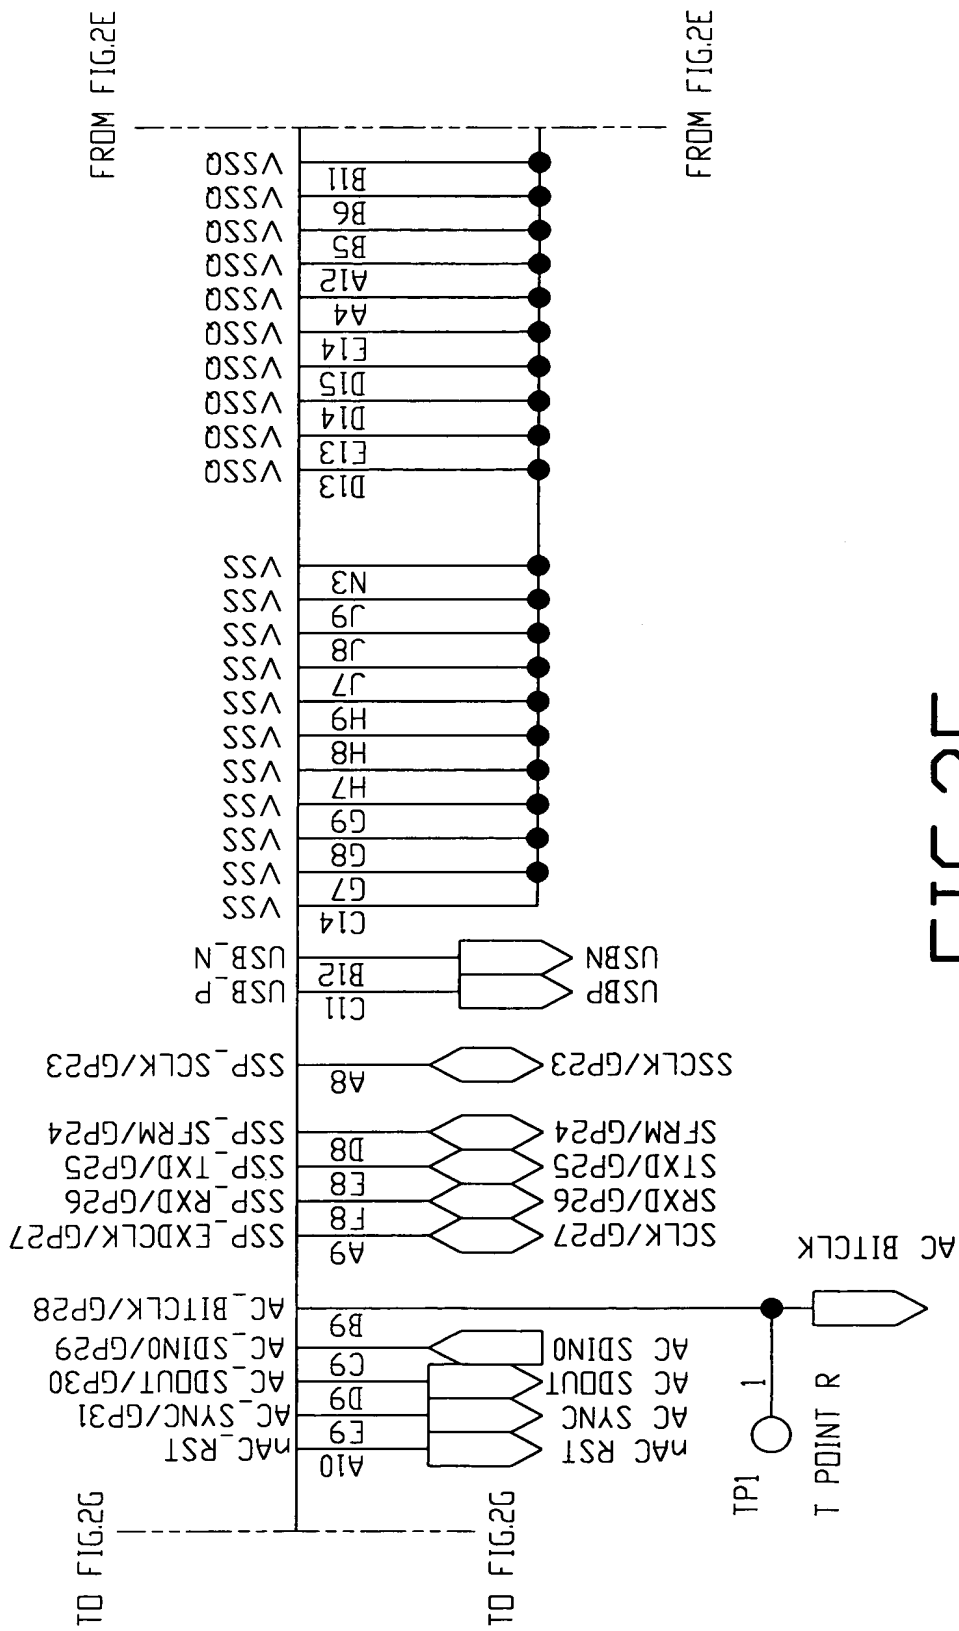 FROM FIG.2E
FROM FIG.2E
VSSQ B11
VSSQ B6
VSSQ B5
VSSQ A12
VSSQ A4
VSSQ E14
VSSQ D15
VSSQ D14
VSSQ E13
VSSQ D13
VSS N3
VSS J9
VSS J8
VSS J7
VSS H9
VSS H8
VSS H7
VSS G9
VSS G8
VSS G7
VSS C14
USB_N B12 USBN
USB_P C11 USBP
SSP_SCLK/GP23 A8 SSCLK/GP23
SSP_SFRM/GP24 D8 SFRM/GP24
SSP_TXD/GP25 E8 STXD/GP25
SSP_RXD/GP26 F8 SRXD/GP26
SSP_EXDCLK/GP27 A9 SCLK/GP27
AC_BITCLK/GP28 B9 AC BITCLK
AC_SDIN0/GP29 C9 AC SDIN0
AC_SDOUT/GP30 D9 AC SDOUT
AC_SYNC/GP31 E9 AC SYNC
nAC_RST A10 nAC RST
TP1 1
T POINT R
TO FIG.2G
TO FIG.2G